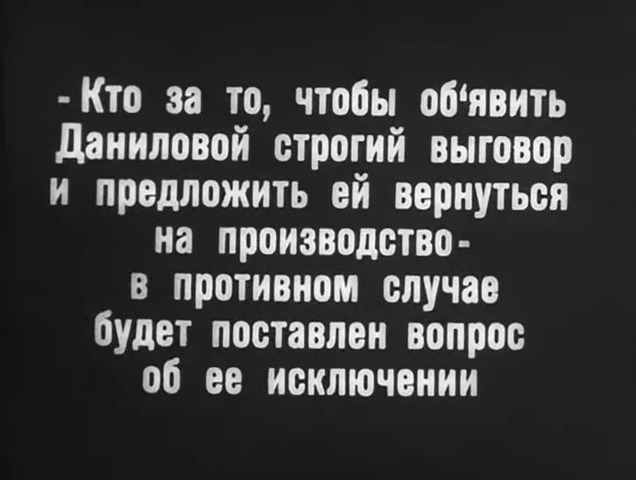 - Кто за то, чтобы об‘явить
Даниловой строгий выговор
и предложить ей вернуться
на производство-
в противном случае
будет поставлен вопрос
об ее исключении